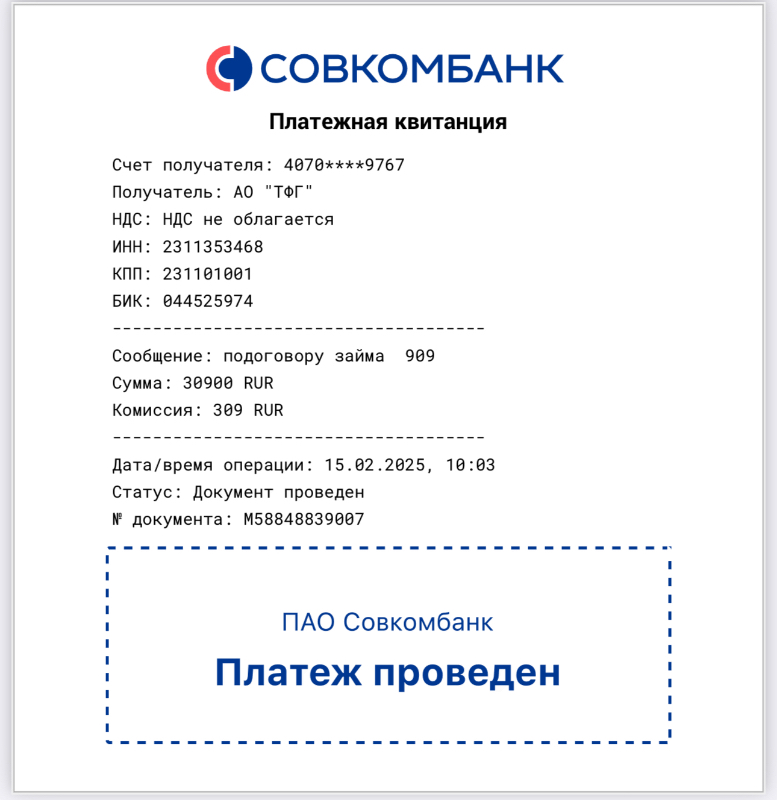 СОВКОМБАНК
Платежная квитанция
Счет получателя: 4070****9767
Получатель: АО "ТФГ"
НДС: НДС не облагается
ИНН: 2311353468
КПП: 231101001
БИК: 044525974
-------------------------------------
Сообщение: подоговору займа  909
Сумма: 30900 RUR
Комиссия: 309 RUR
-------------------------------------
Дата/время операции: 15.02.2025, 10:03
Статус: Документ проведен
№ документа: М58848839007
ПАО Совкомбанк
Платеж проведен